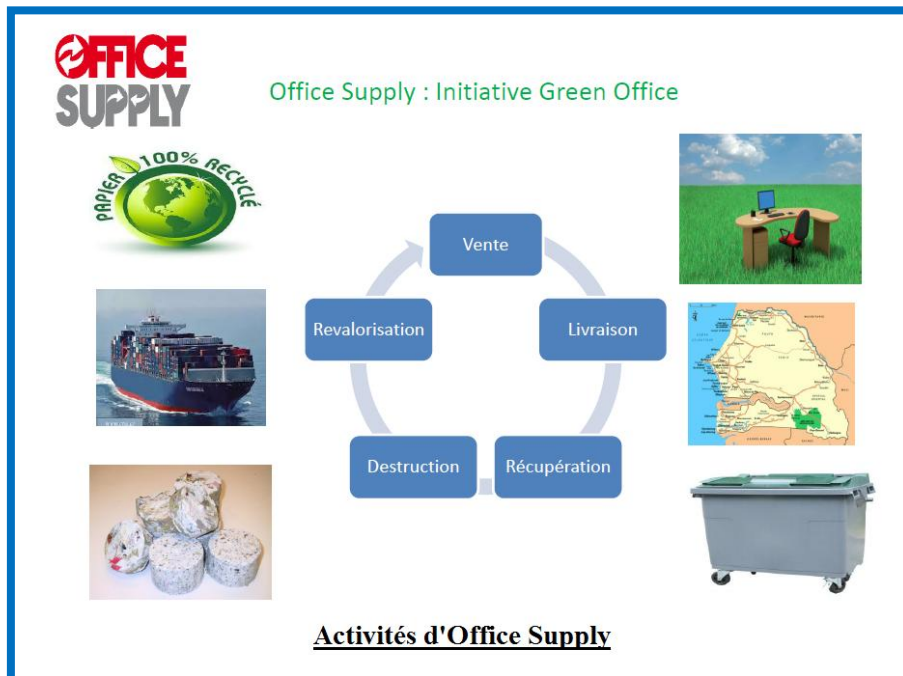 OFFICE
SUPPLY
Office Supply : Initiative Green Office
PAPIER 100% RECYCLÉ
Vente
Revalorisation
Livraison
Destruction
Récupération
Activités d'Office Supply